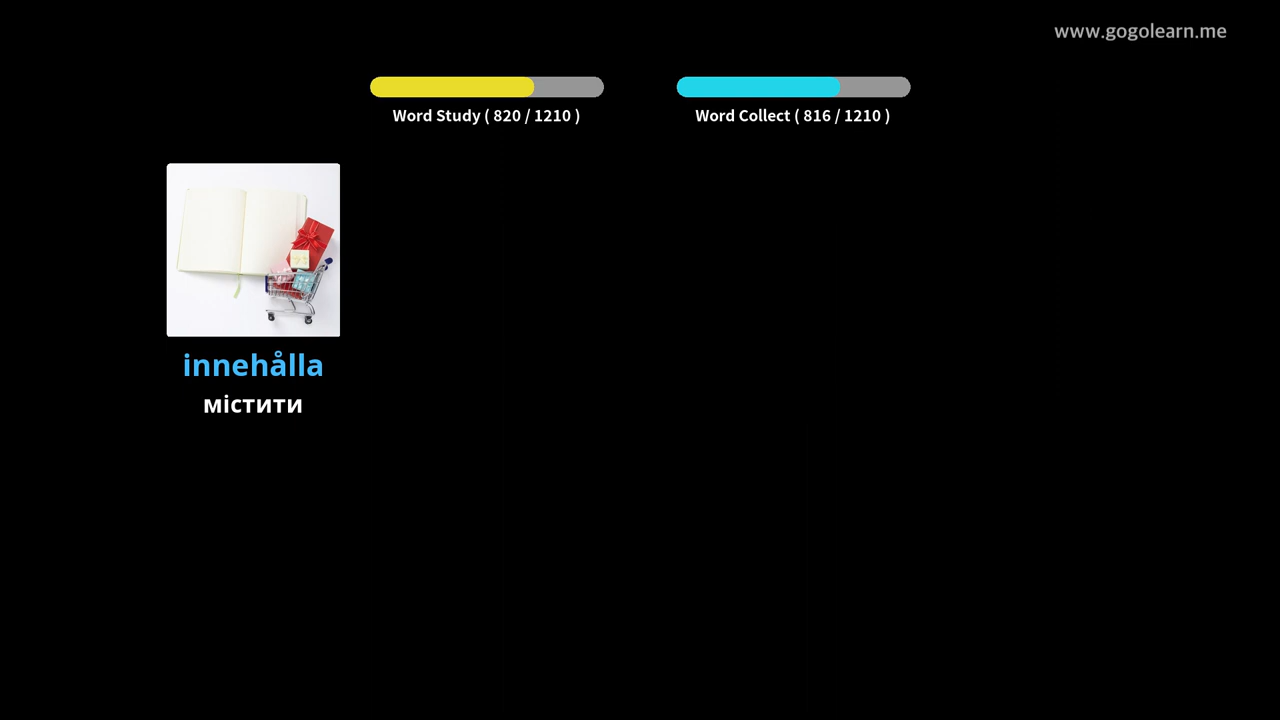 www.gogolearn.me
Word Study ( 820 / 1210 )
Word Collect ( 816 / 1210 )
innehålla
містити